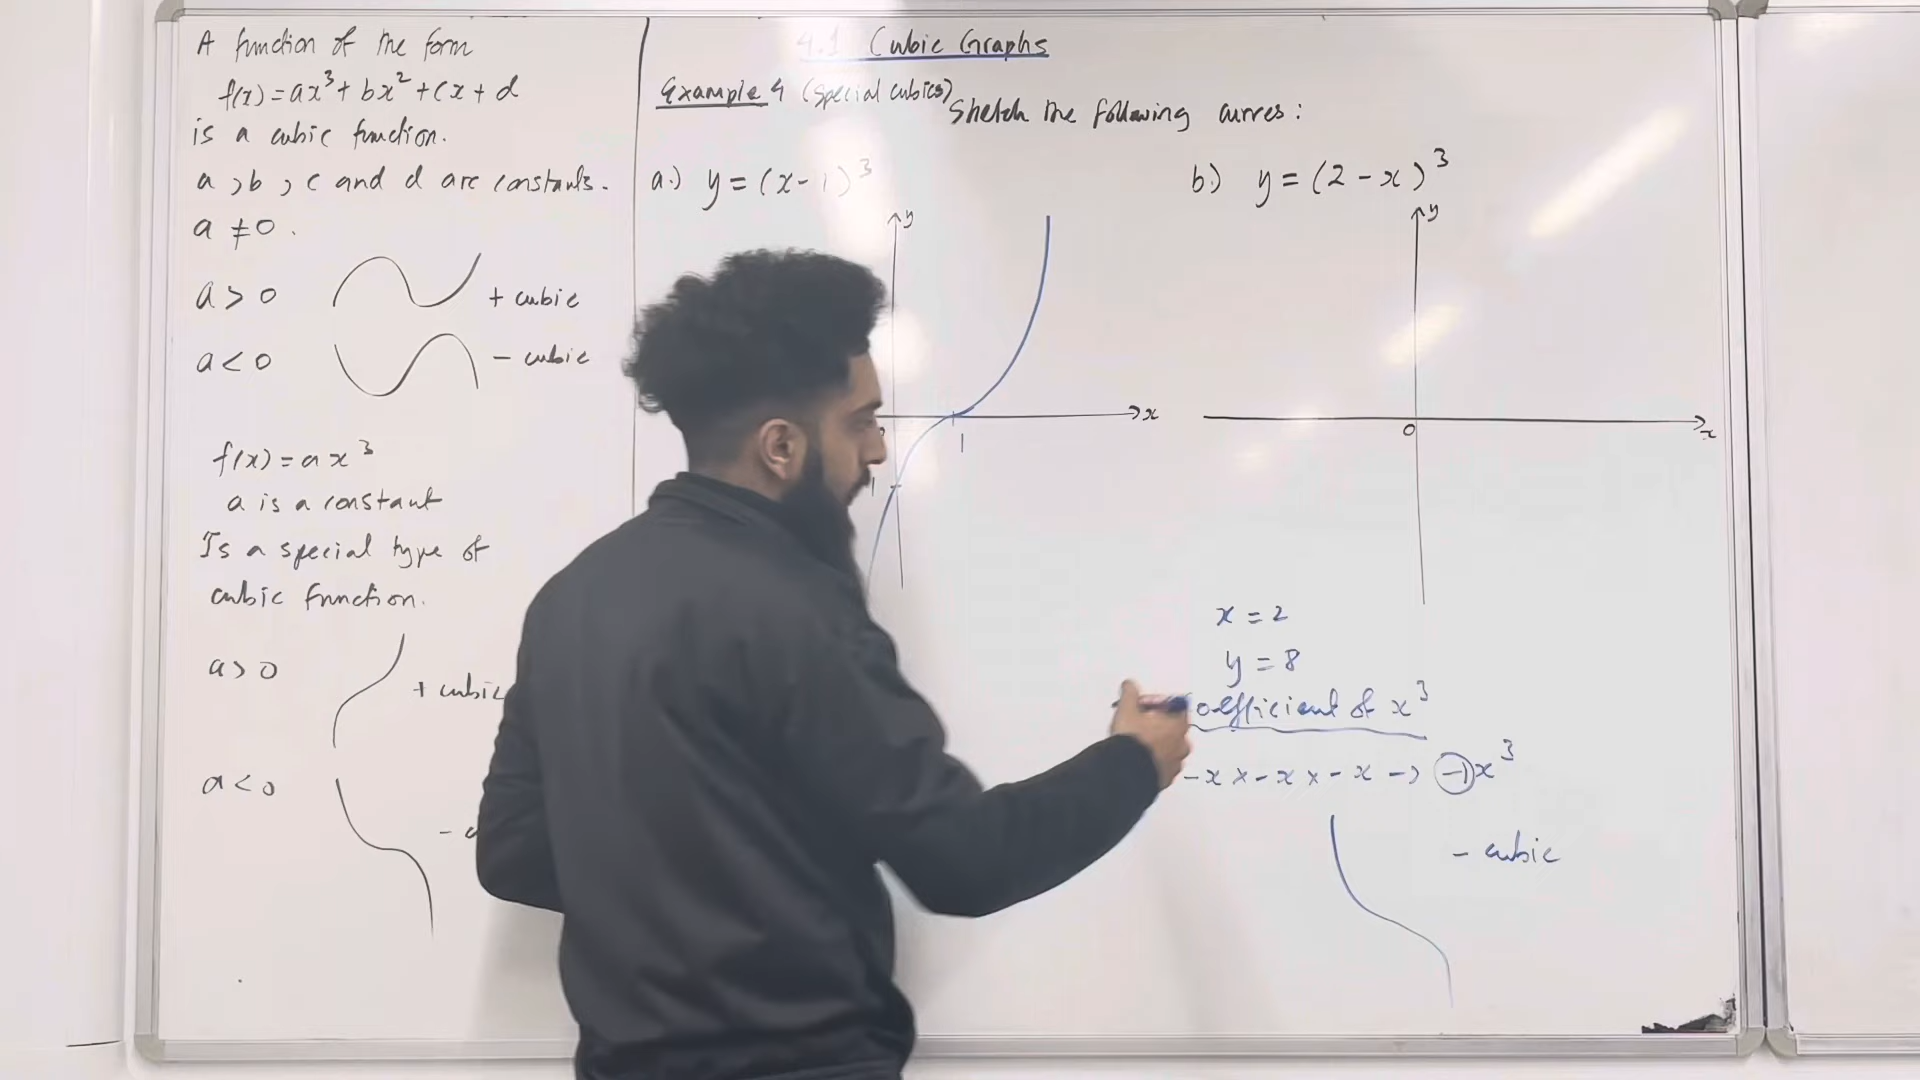 A function of the form
f(x) = ax³ + bx² + cx + d
is a cubic function.
a, b, c and d are constants.
a ≠ 0.
a > 0
+ cubic
a < 0
- cubic
f(x) = ax³
a is a constant
Is a special type of
cubic function.
a > 0
+ cubic
a < 0
-
4.1 Cubic Graphs
Example 4 (special cubics) Sketch the following curves:
a.) y = (x - 1)³
y
x
1
b.) y = (2 - x)³
y
0
x
x = 2
y = 8
coefficient of x³
-x × -x × -x -> -1x³
- cubic